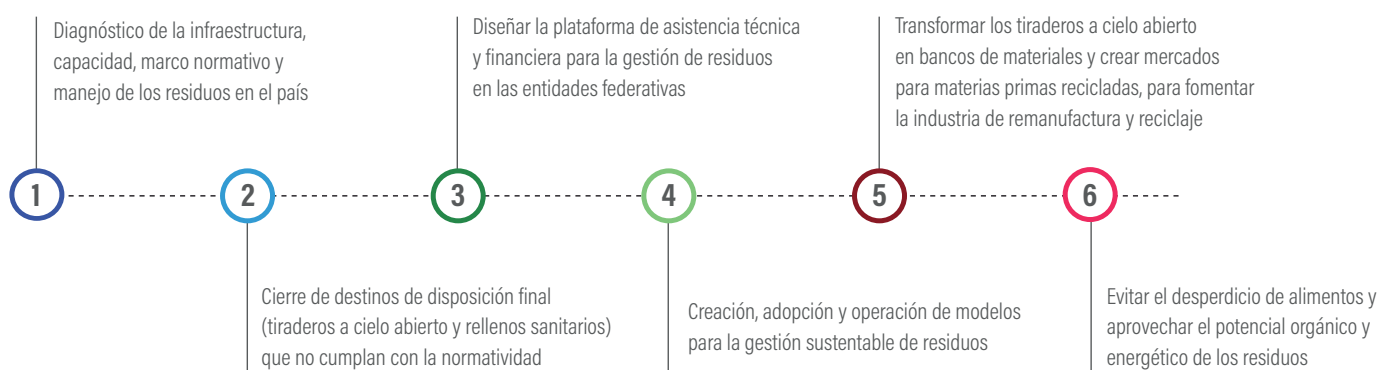 Diagnóstico de la infraestructura,
capacidad, marco normativo y
manejo de los residuos en el país
Diseñar la plataforma de asistencia técnica
y financiera para la gestión de residuos
en las entidades federativas
Transformar los tiraderos a cielo abierto
en bancos de materiales y crear mercados
para materias primas recicladas, para fomentar
la industria de remanufactura y reciclaje
1
2
3
4
5
6
Cierre de destinos de disposición final
(tiraderos a cielo abierto y rellenos sanitarios)
que no cumplan con la normatividad
Creación, adopción y operación de modelos
para la gestión sustentable de residuos
Evitar el desperdicio de alimentos y
aprovechar el potencial orgánico y
energético de los residuos